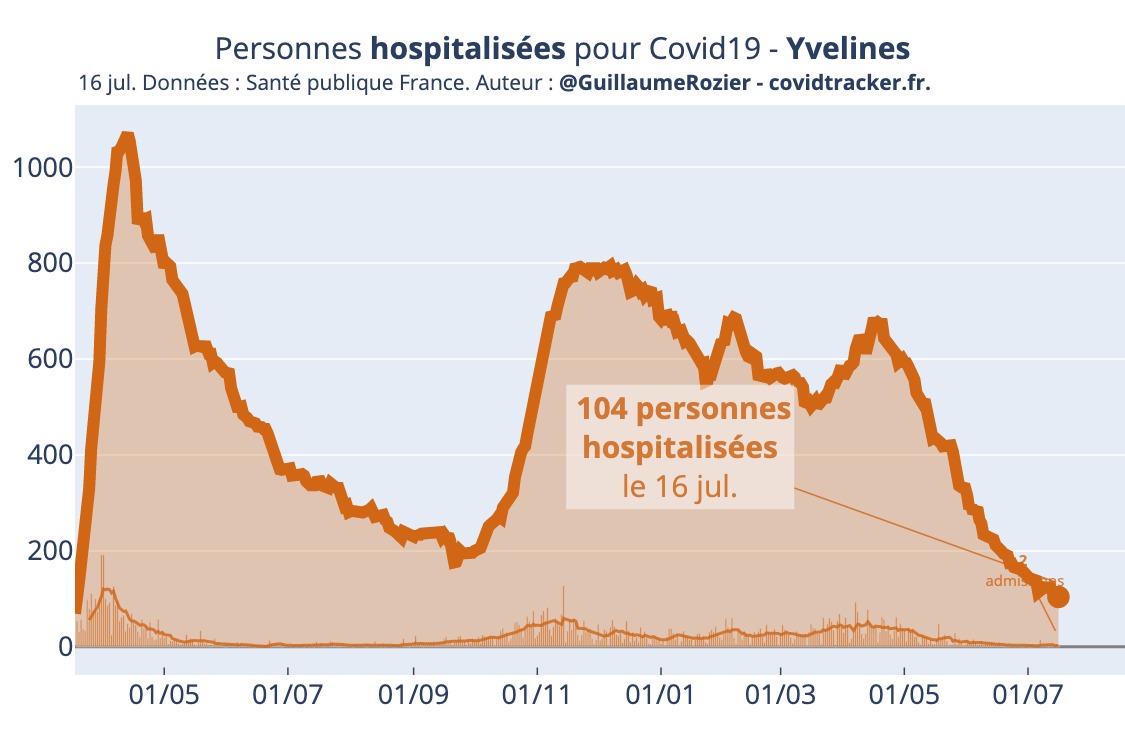 Personnes hospitalisées pour Covid19 - Yvelines
16 jul. Données : Santé publique France. Auteur : @GuillaumeRozier - covidtracker.fr.
1000
800
600
400
200
0
104 personnes
hospitalisées
le 16 jul.
2
admissions
01/05 01/07 01/09 01/11 01/01 01/03 01/05 01/07